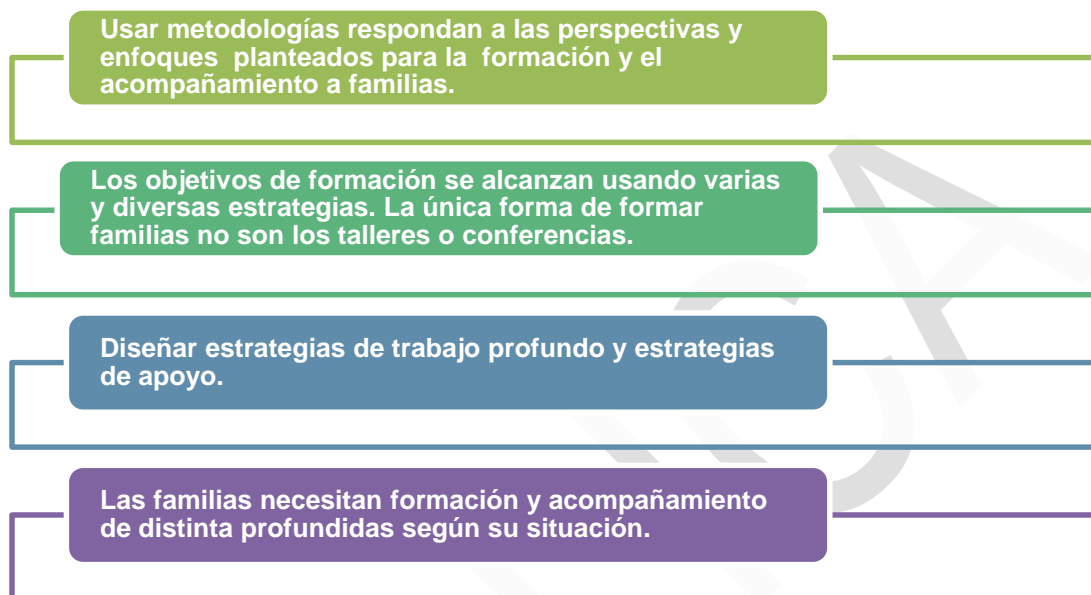 Usar metodologías respondan a las perspectivas y
enfoques  planteados para la  formación y el
acompañamiento a familias.
Los objetivos de formación se alcanzan usando varias
y diversas estrategias. La única forma de formar
familias no son los talleres o conferencias.
Diseñar estrategias de trabajo profundo y estrategias
de apoyo.
Las familias necesitan formación y acompañamiento
de distinta profundidas según su situación.